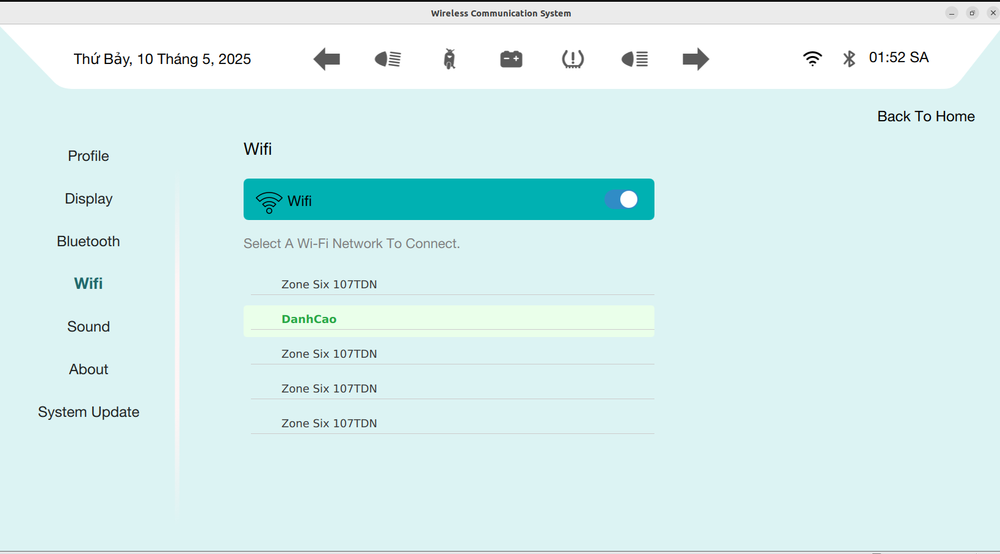 Wireless Communication System
Thứ Bảy, 10 Tháng 5, 2025
01:52 SA
Back To Home
Profile
Display
Bluetooth
Wifi
Sound
About
System Update
Wifi
Wifi
Select A Wi-Fi Network To Connect.
Zone Six 107TDN
DanhCao
Zone Six 107TDN
Zone Six 107TDN
Zone Six 107TDN